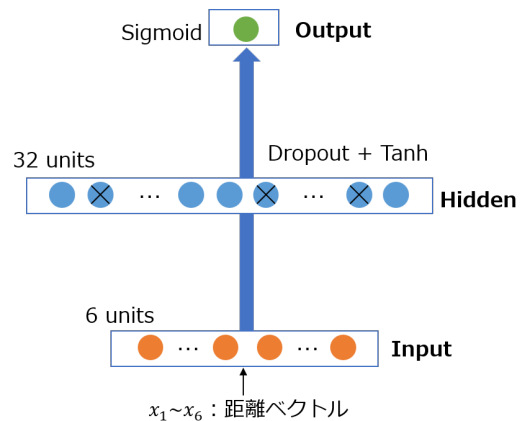 Sigmoid
Output
32 units
Dropout + Tanh
...
...
Hidden
6 units
...
...
Input
x₁~x₆：距離ベクトル